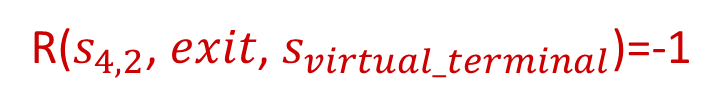 R(s4,2, exit, svirtual_terminal)=-1